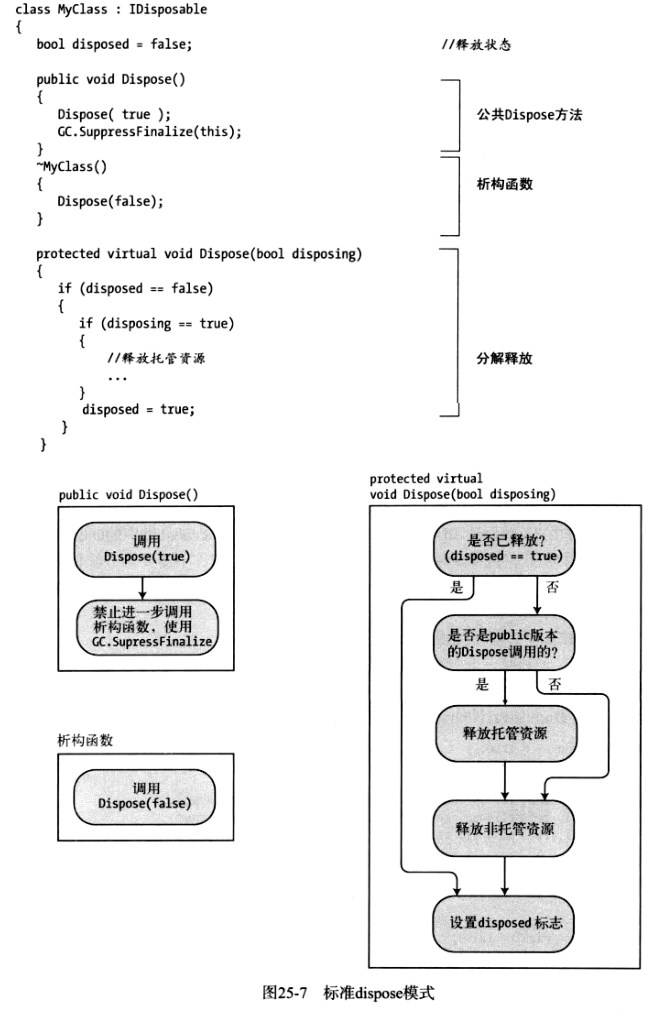 class MyClass : IDisposable
{
bool disposed = false; //释放状态
public void Dispose()
{
Dispose( true );
GC.SuppressFinalize(this);
}
公共Dispose方法
~MyClass()
{
Dispose(false);
}
析构函数
protected virtual void Dispose(bool disposing)
{
if (disposed == false)
{
if (disposing == true)
{
//释放托管资源
...
}
disposed = true;
}
}
分解释放
public void Dispose()
调用
Dispose(true)
禁止进一步调用
析构函数，使用
GC.SupressFinalize
析构函数
调用
Dispose(false)
protected virtual
void Dispose(bool disposing)
是否已释放?
(disposed == true)
是 否
是否是public版本
的Dispose调用的?
是 否
释放托管资源
释放非托管资源
设置disposed 标志
图25-7 标准dispose模式